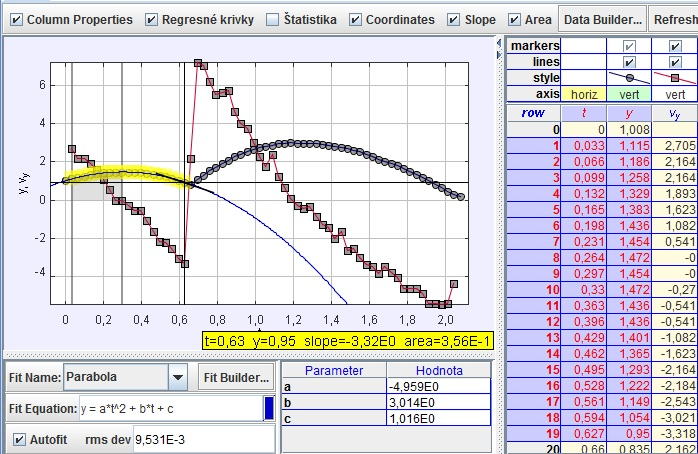 Column Properties Regresné krivky Štatistika Coordinates Slope Area Data Builder... Refresh
y, vy
6
4
2
0
-2
-4
0 0,2 0,4 0,6 0,8 1,0 1,2 1,4 1,6 1,8 2,0
t=0,63 y=0,95 slope=-3,32E0 area=3,56E-1
Fit Name: Parabola Fit Builder...
Fit Equation: y = a*t^2 + b*t + c
Autofit rms dev 9,531E-3
Parameter Hodnota
a -4,959E0
b 3,014E0
c 1,016E0
markers
lines
style
axis horiz vert vert
row t y vy
0 0 1,008
1 0,033 1,115 2,705
2 0,066 1,186 2,164
3 0,099 1,258 2,164
4 0,132 1,329 1,893
5 0,165 1,383 1,623
6 0,198 1,436 1,082
7 0,231 1,454 0,541
8 0,264 1,472 -0
9 0,297 1,454 -0
10 0,33 1,472 -0,27
11 0,363 1,436 -0,541
12 0,396 1,436 -0,541
13 0,429 1,401 -1,082
14 0,462 1,365 -1,623
15 0,495 1,293 -2,164
16 0,528 1,222 -2,184
17 0,561 1,149 -2,543
18 0,594 1,054 -3,021
19 0,627 0,95 -3,318
20 0,66 0,835 2,162